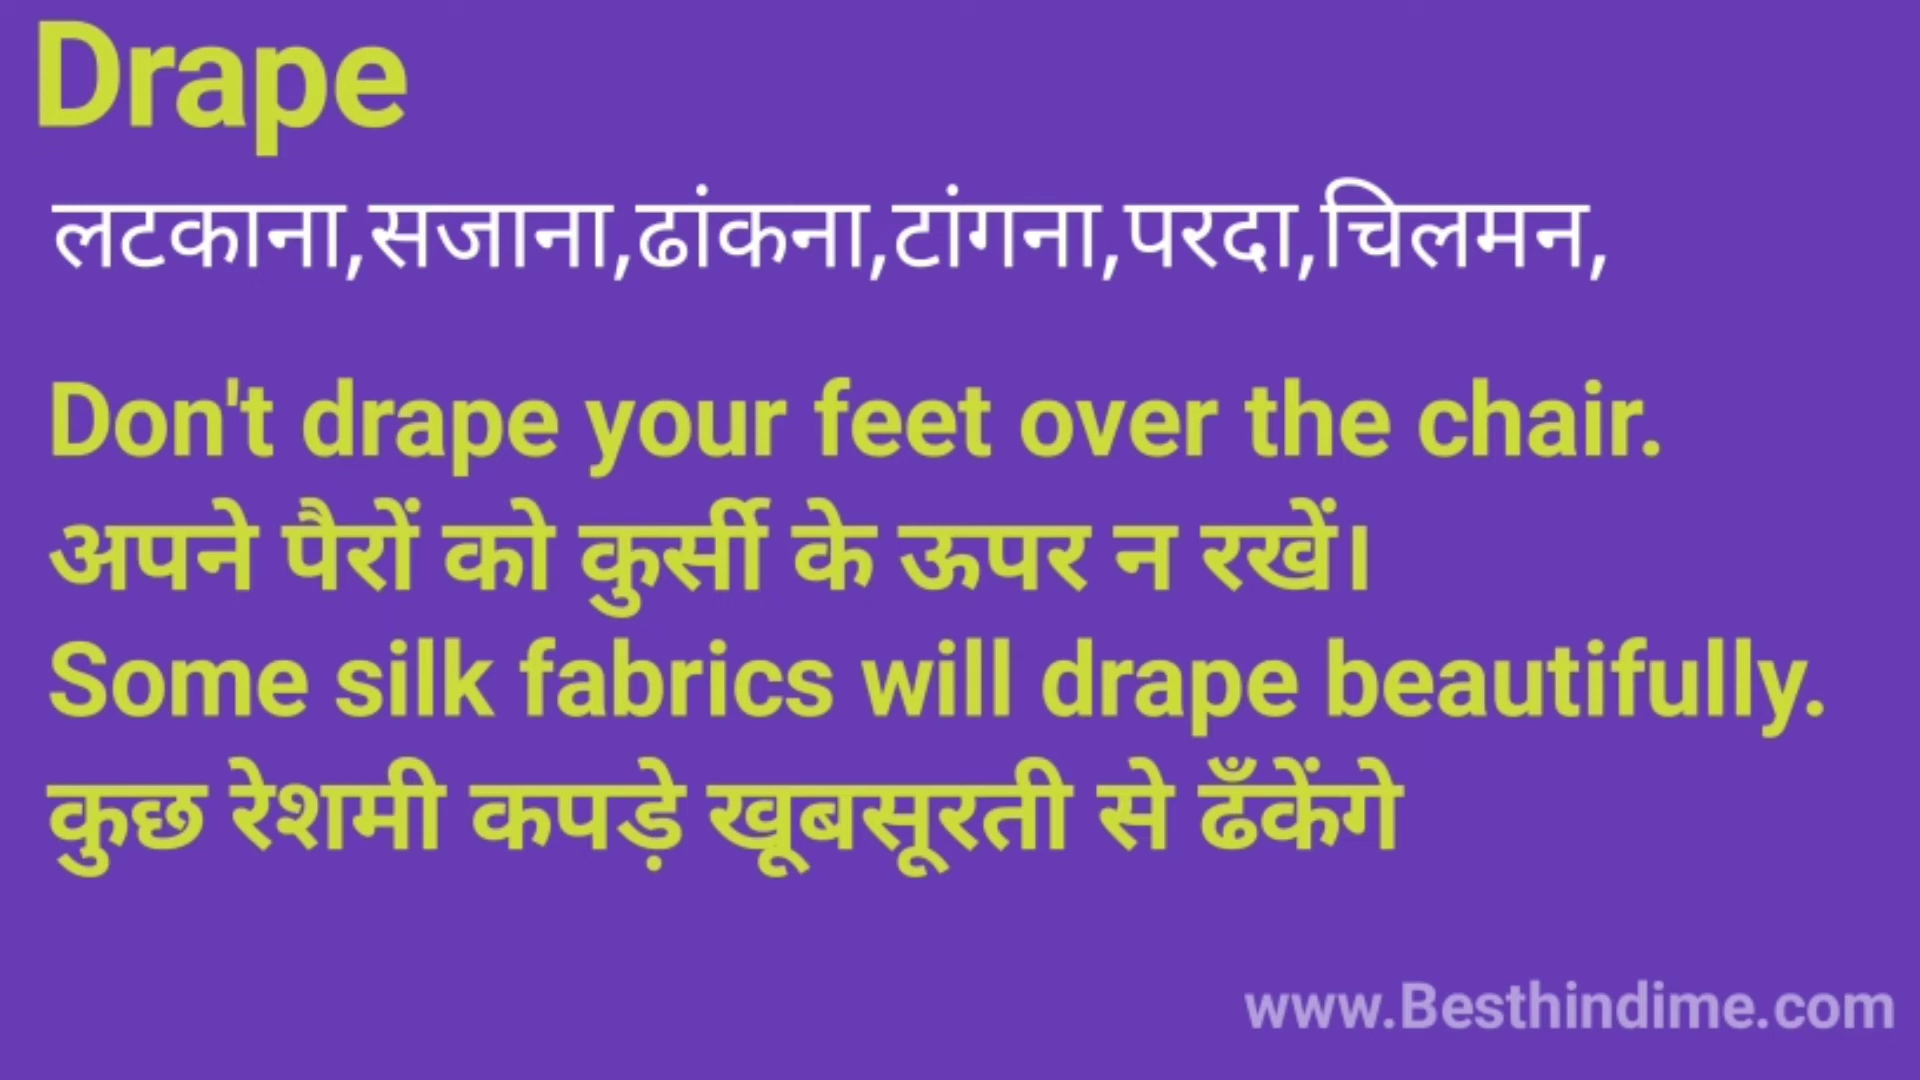 Drape
लटकाना,सजाना,ढांकना,टांगना,परदा,चिलमन,
Don't drape your feet over the chair.
अपने पैरों को कुर्सी के ऊपर न रखें।
Some silk fabrics will drape beautifully.
कुछ रेशमी कपड़े खूबसूरती से ढँकेंगे
www.Besthindime.com